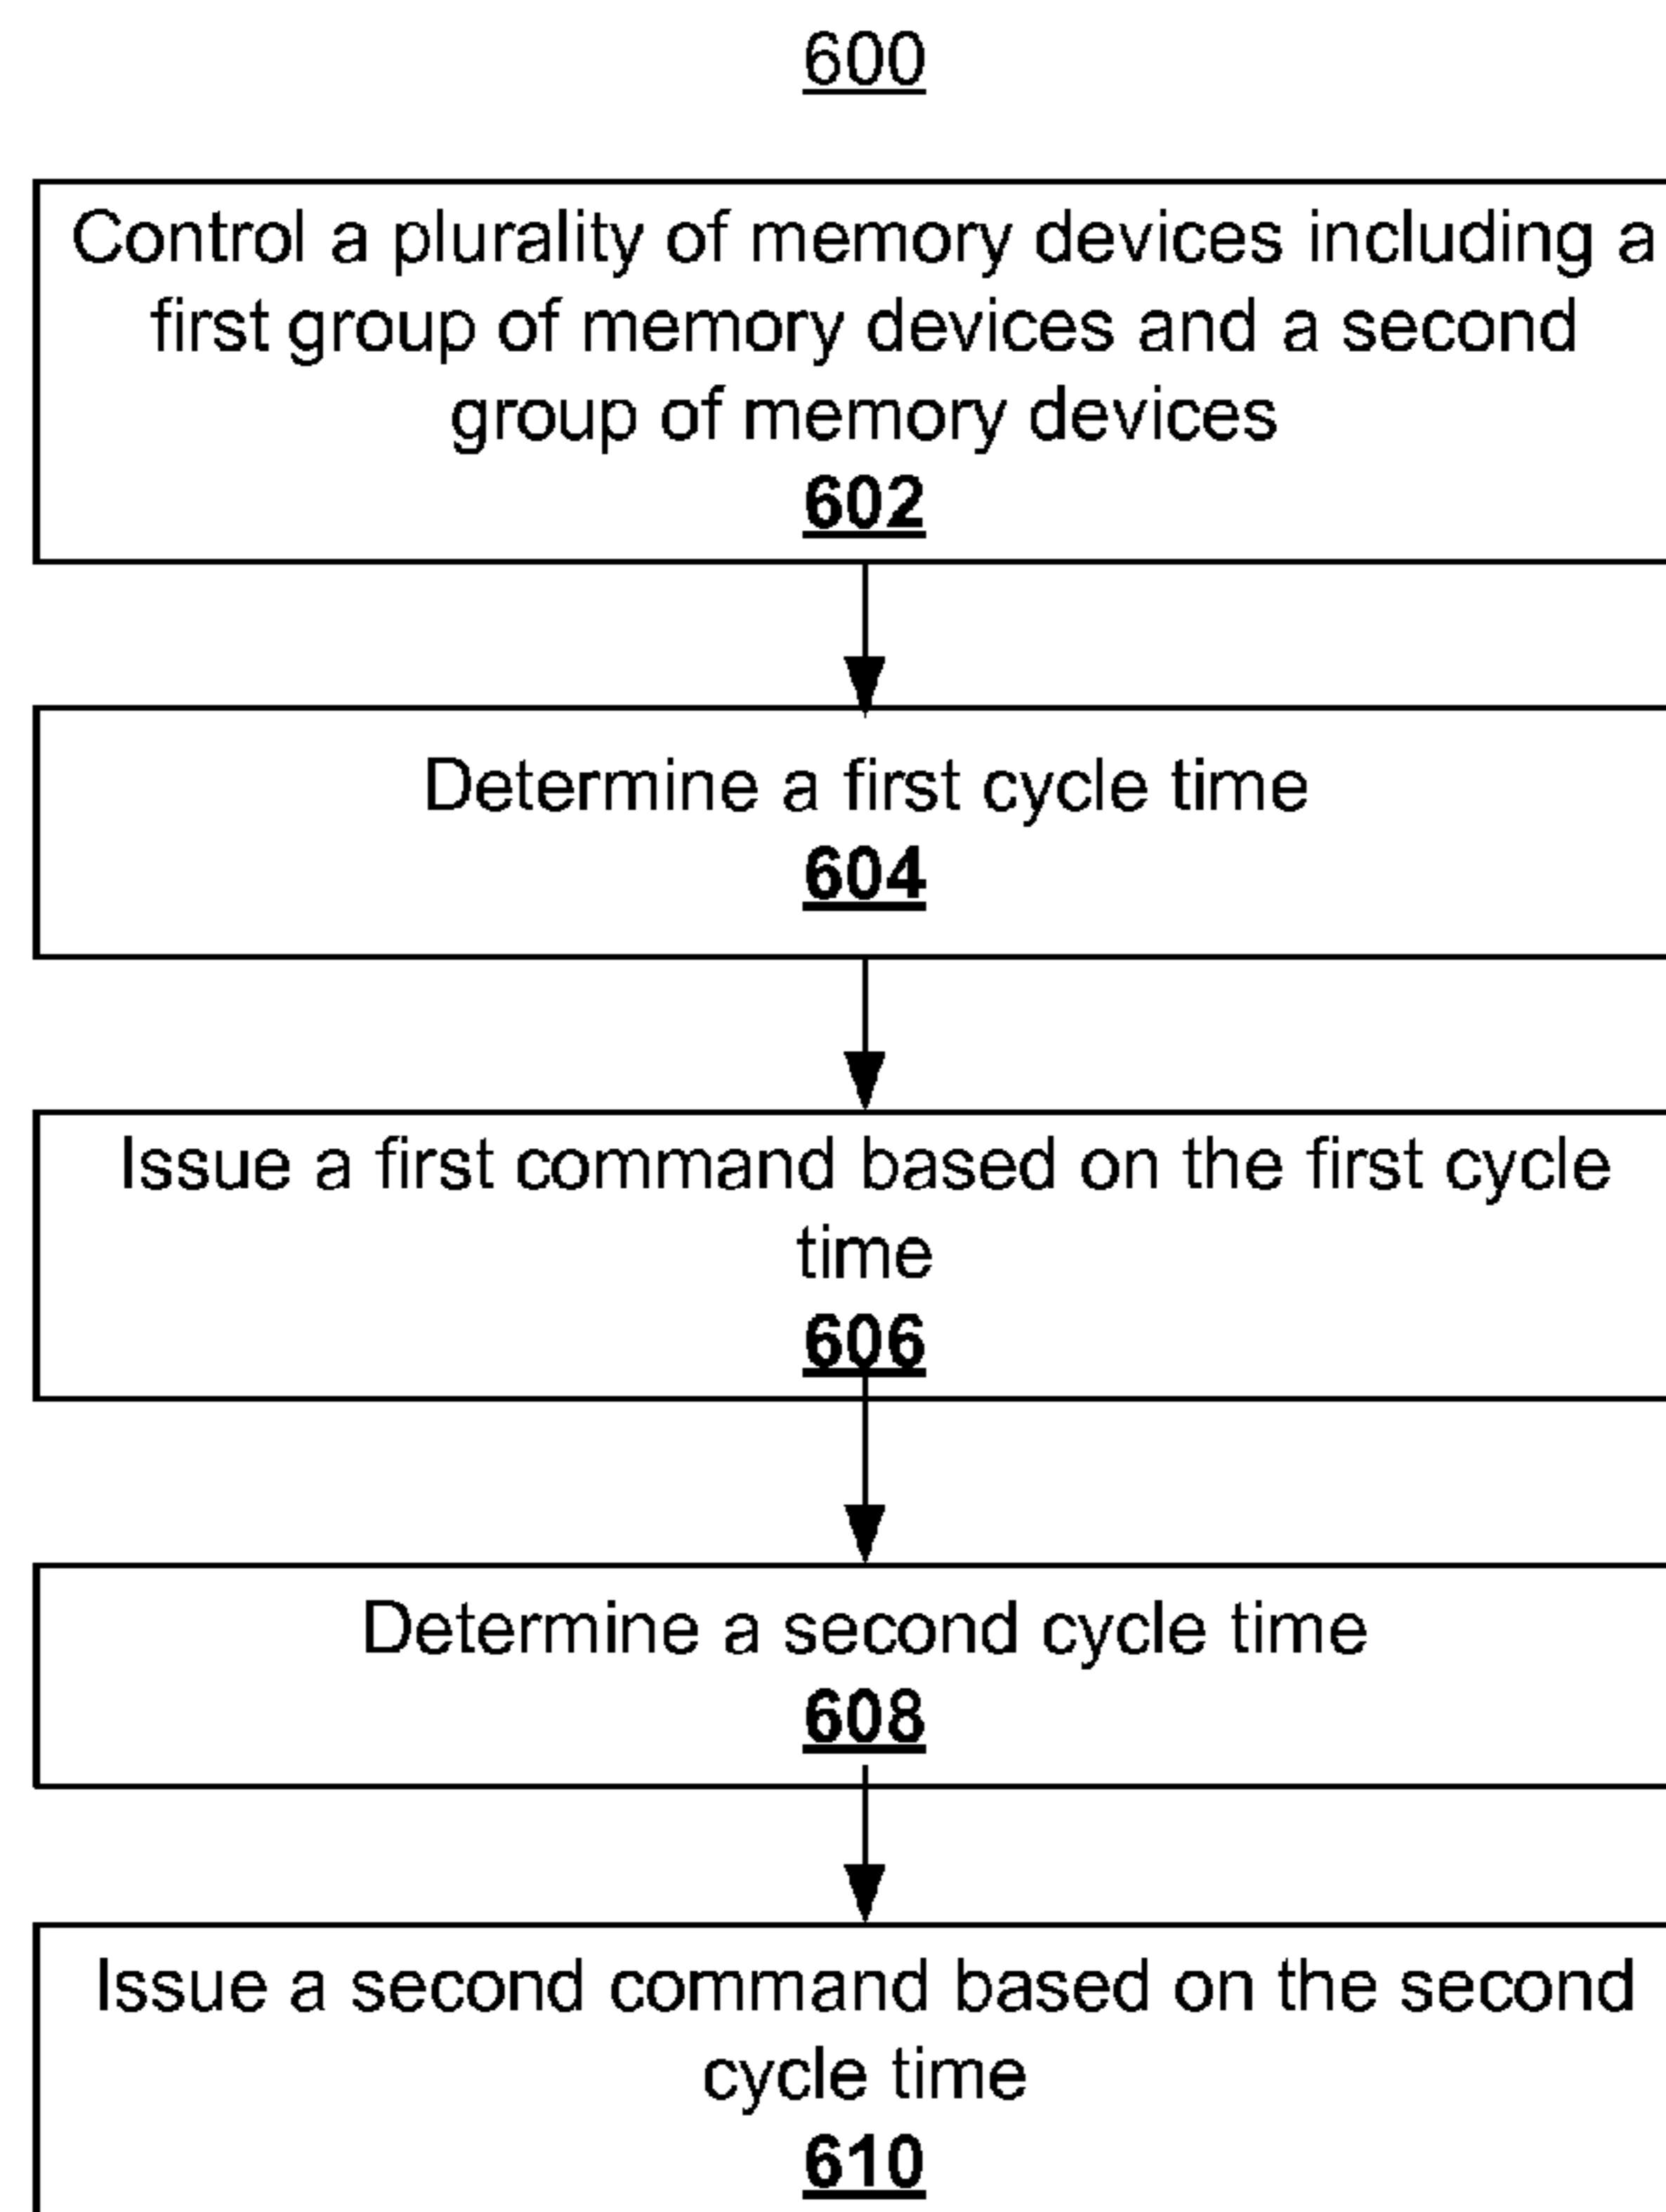 600
Control a plurality of memory devices including a
first group of memory devices and a second
group of memory devices
602
Determine a first cycle time
604
Issue a first command based on the first cycle
time
606
Determine a second cycle time
608
Issue a second command based on the second
cycle time
610